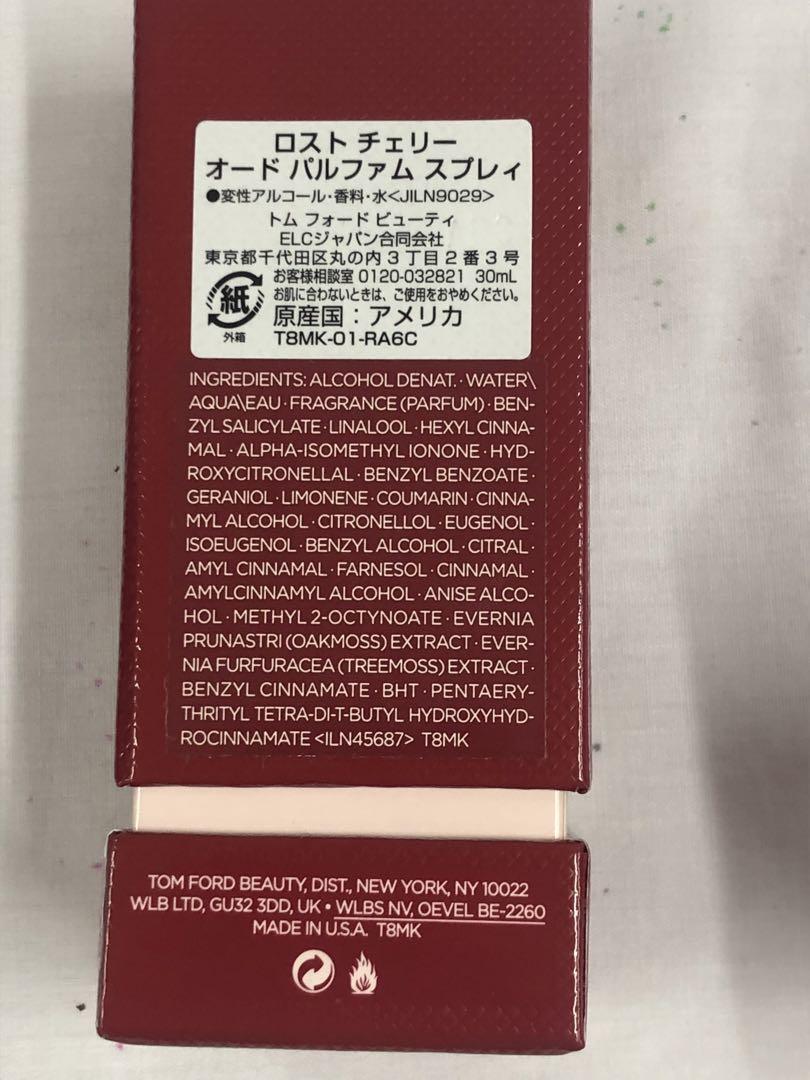 ロスト チェリー
オード パルファム スプレィ
●変性アルコール・香料・水<JILN9029>
トム フォード ビューティ
ELCジャパン合同会社
東京都千代田区丸の内3丁目2番3号
お客様相談室 0120-032821 30mL
お肌に合わないときは、ご使用をおやめください。
紙
外箱
原産国：アメリカ
T8MK-01-RA6C
INGREDIENTS: ALCOHOL DENAT. · WATER\
AQUA\EAU · FRAGRANCE (PARFUM) · BEN-
ZYL SALICYLATE · LINALOOL · HEXYL CINNA-
MAL · ALPHA-ISOMETHYL IONONE · HYD-
ROXYCITRONELLAL · BENZYL BENZOATE ·
GERANIOL · LIMONENE · COUMARIN · CINNA-
MYL ALCOHOL · CITRONELLOL · EUGENOL ·
ISOEUGENOL · BENZYL ALCOHOL · CITRAL ·
AMYL CINNAMAL · FARNESOL · CINNAMAL ·
AMYLCINNAMYL ALCOHOL · ANISE ALCO-
HOL · METHYL 2-OCTYNOATE · EVERNIA
PRUNASTRI (OAKMOSS) EXTRACT · EVER-
NIA FURFURACEA (TREEMOSS) EXTRACT ·
BENZYL CINNAMATE · BHT · PENTAERY-
THRITYL TETRA-DI-T-BUTYL HYDROXYHYD-
ROCINNAMATE <ILN45687> T8MK
TOM FORD BEAUTY, DIST., NEW YORK, NY 10022
WLB LTD, GU32 3DD, UK • WLBS NV, OEVEL BE-2260
MADE IN U.S.A. T8MK